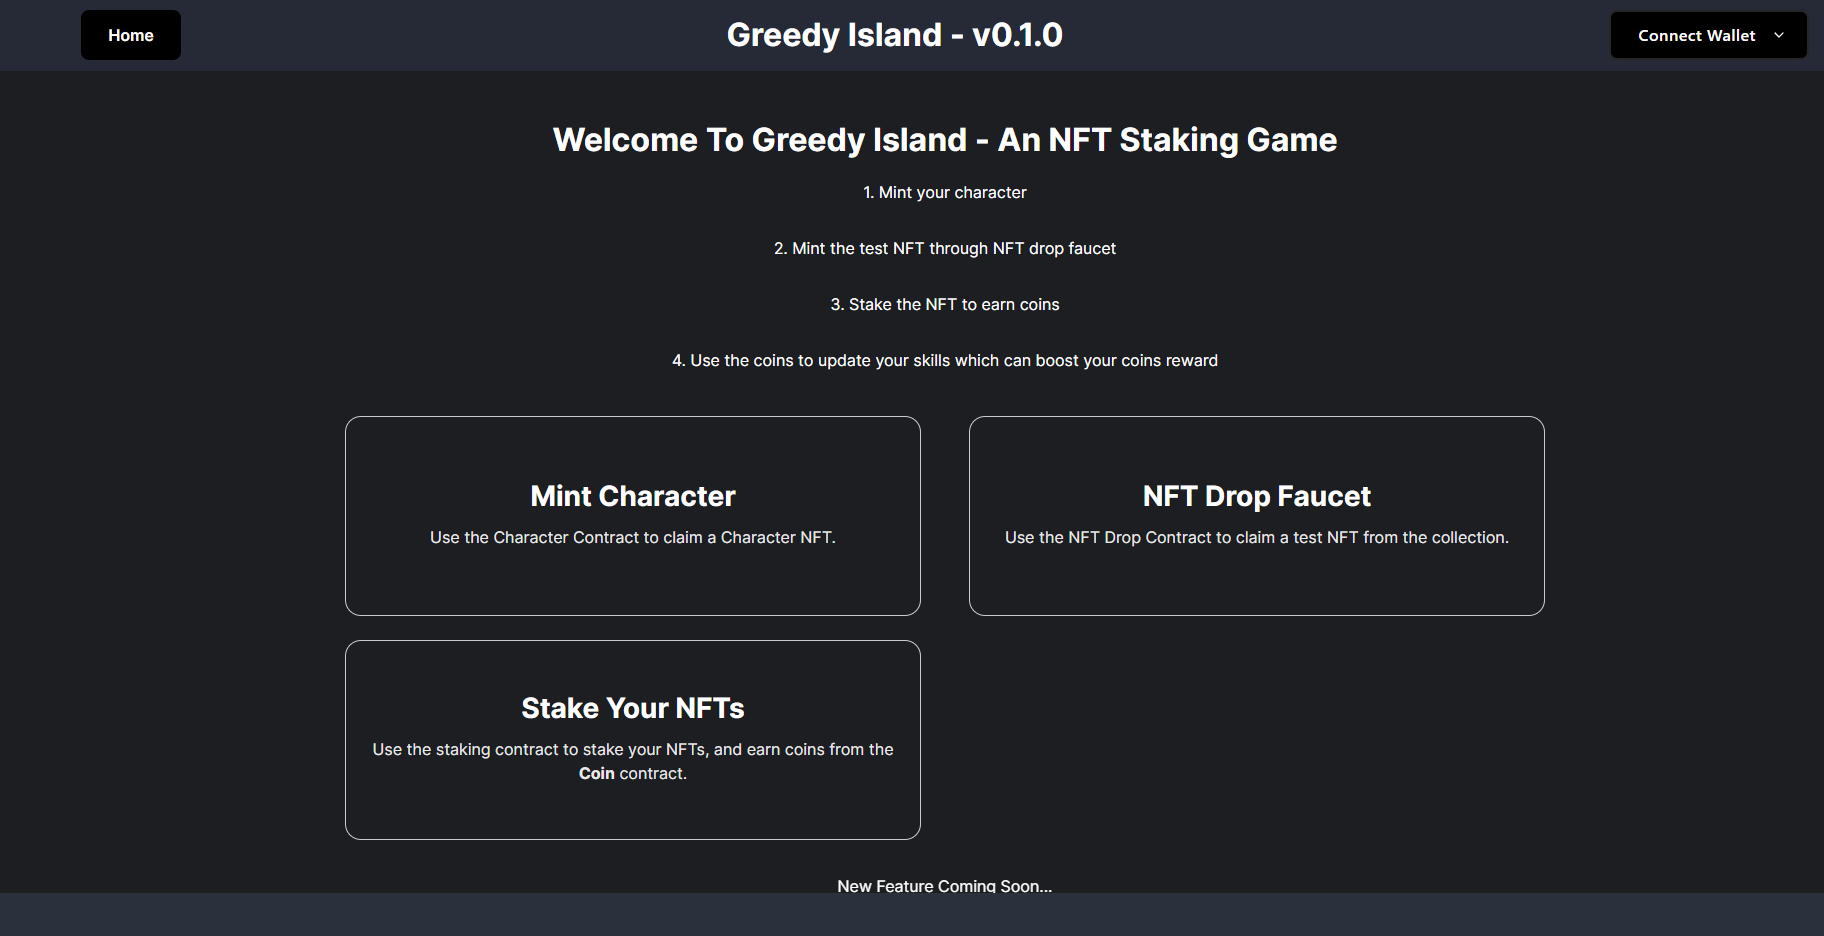 Home
Greedy Island - v0.1.0
Connect Wallet
Welcome To Greedy Island - An NFT Staking Game
1. Mint your character
2. Mint the test NFT through NFT drop faucet
3. Stake the NFT to earn coins
4. Use the coins to update your skills which can boost your coins reward
Mint Character
Use the Character Contract to claim a Character NFT.
NFT Drop Faucet
Use the NFT Drop Contract to claim a test NFT from the collection.
Stake Your NFTs
Use the staking contract to stake your NFTs, and earn coins from the
Coin contract.
New Feature Coming Soon...